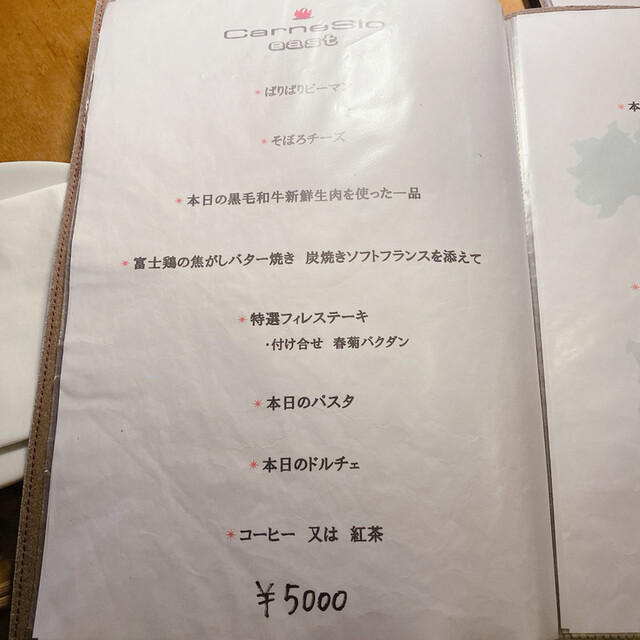 CarneSio
east
* ぱりぱりピーマン
* そぼろチーズ
* 本日の黒毛和牛新鮮生肉を使った一品
* 富士鶏の焦がしバター焼き 炭焼きソフトフランスを添えて
* 特選フィレステーキ
・付け合せ 春菊バクダン
* 本日のパスタ
* 本日のドルチェ
* コーヒー 又は 紅茶
￥5000
* 本